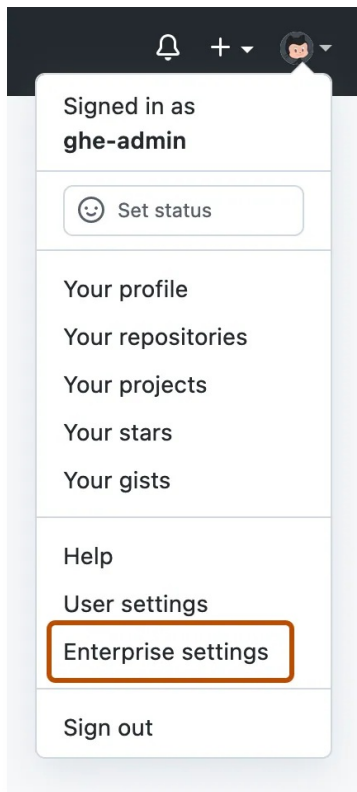 Signed in as
ghe-admin
Set status
Your profile
Your repositories
Your projects
Your stars
Your gists
Help
User settings
Enterprise settings
Sign out